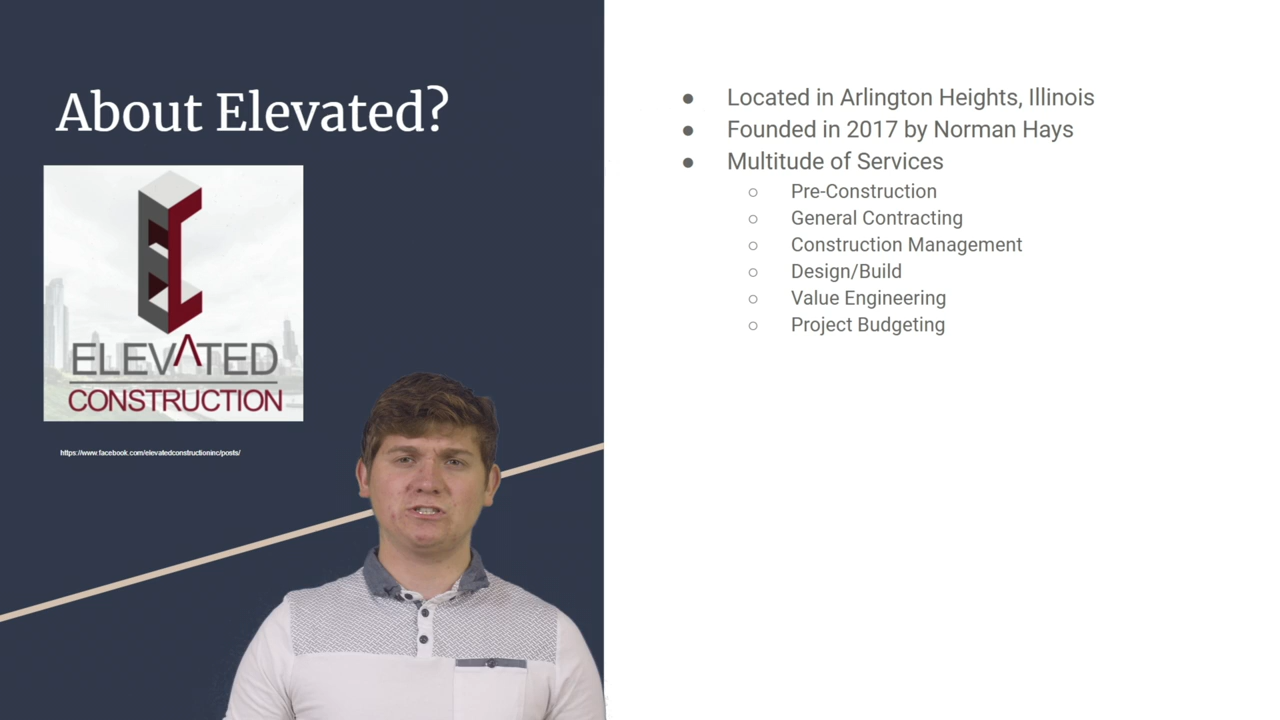 About Elevated?
ELEVΛTED
CONSTRUCTION
https://www.facebook.com/elevatedconstructioninc/posts/
● Located in Arlington Heights, Illinois
● Founded in 2017 by Norman Hays
● Multitude of Services
○ Pre-Construction
○ General Contracting
○ Construction Management
○ Design/Build
○ Value Engineering
○ Project Budgeting